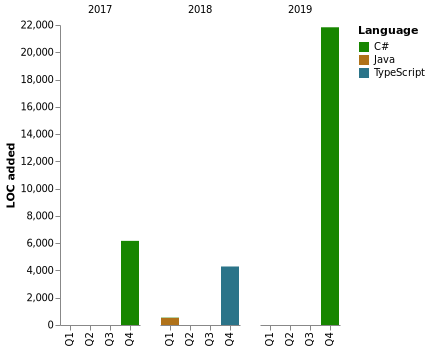 2017 2018 2019
22,000
20,000
18,000
16,000
14,000
12,000
10,000
8,000
6,000
4,000
2,000
0
LOC added
Q1 Q2 Q3 Q4 Q1 Q2 Q3 Q4 Q1 Q2 Q3 Q4
Language
C#
Java
TypeScript